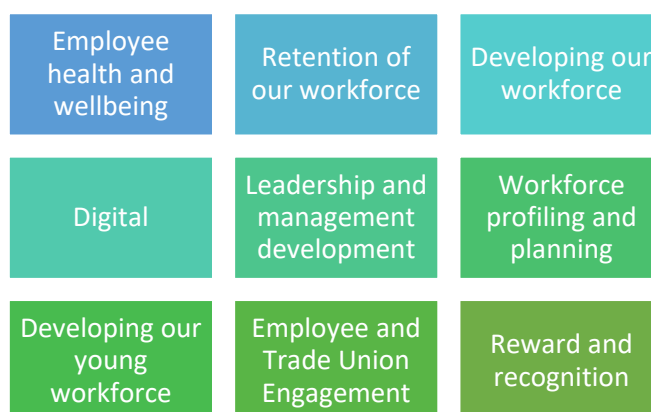 Employee
health and
wellbeing
Retention of
our workforce
Developing our
workforce
Digital
Leadership and
management
development
Workforce
profiling and
planning
Developing our
young
workforce
Employee and
Trade Union
Engagement
Reward and
recognition